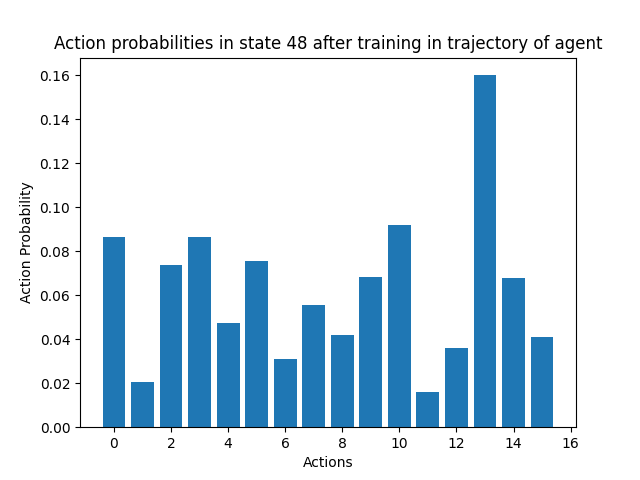 Action probabilities in state 48 after training in trajectory of agent
0.16
0.14
0.12
0.10
0.08
0.06
0.04
0.02
0.00
Action Probability
0 2 4 6 8 10 12 14 16
Actions